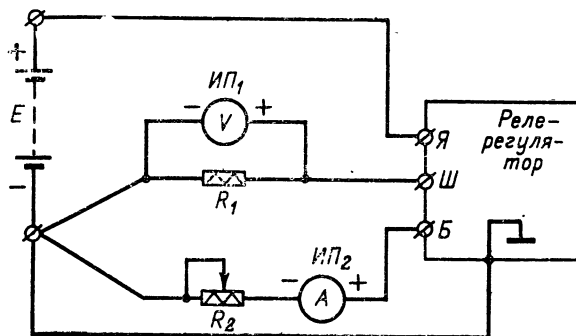 +
E
-
ИП₁
- V +
R₁
Я
Ш
Б
Реле-
регуля-
тор
ИП₂
- A +
R₂